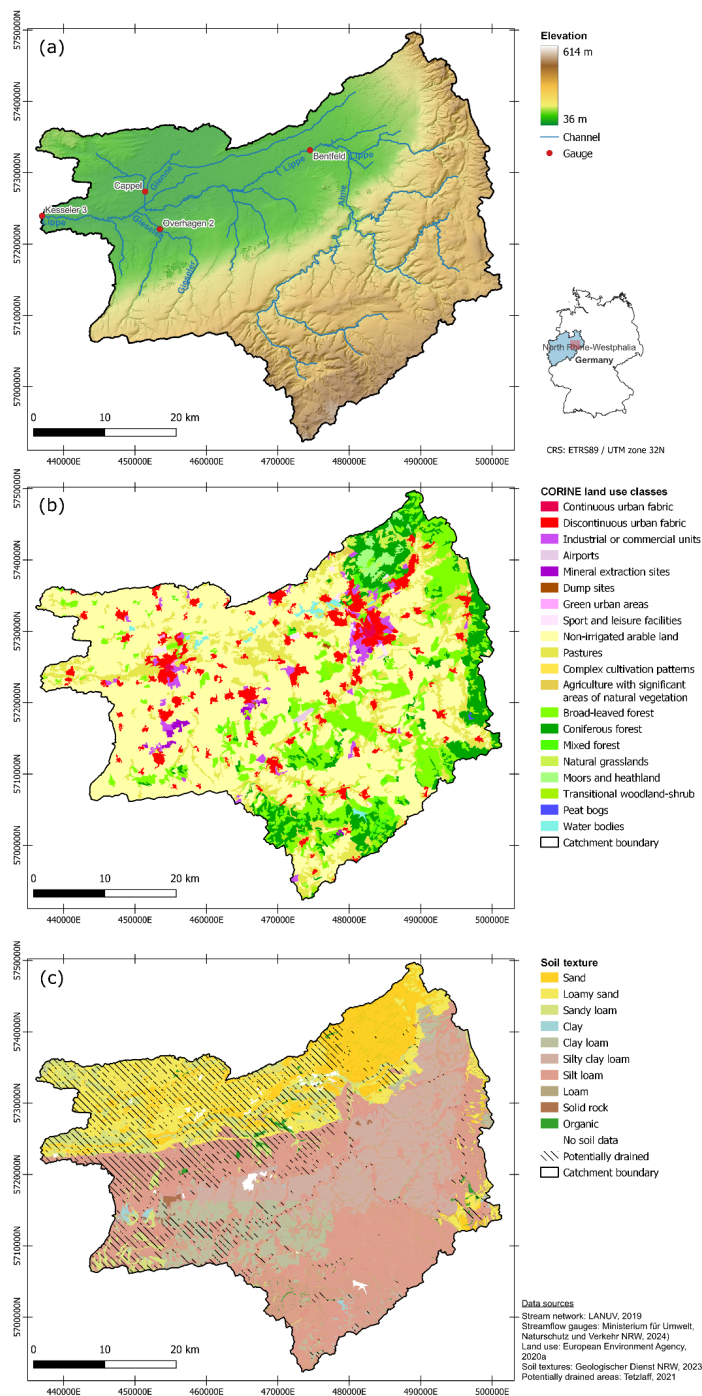 (a)
5750000N
5740000N
5730000N
5720000N
5710000N
5700000N
Lippe
Bentfeld
Lippe
Cappel
Glenne
Alme
Kesseler 3
Lippe
Overhagen 2
Gieseler
Gieseler
0 10 20 km
440000E 450000E 460000E 470000E 480000E 490000E 500000E
Elevation
614 m
36 m
Channel
Gauge
North Rhine-Westphalia
Germany
CRS: ETRS89 / UTM zone 32N
(b)
5750000N
5740000N
5730000N
5720000N
5710000N
5700000N
0 10 20 km
440000E 450000E 460000E 470000E 480000E 490000E 500000E
CORINE land use classes
Continuous urban fabric
Discontinuous urban fabric
Industrial or commercial units
Airports
Mineral extraction sites
Dump sites
Green urban areas
Sport and leisure facilities
Non-irrigated arable land
Pastures
Complex cultivation patterns
Agriculture with significant
areas of natural vegetation
Broad-leaved forest
Coniferous forest
Mixed forest
Natural grasslands
Moors and heathland
Transitional woodland-shrub
Peat bogs
Water bodies
Catchment boundary
(c)
5750000N
5740000N
5730000N
5720000N
5710000N
5700000N
0 10 20 km
440000E 450000E 460000E 470000E 480000E 490000E 500000E
Soil texture
Sand
Loamy sand
Sandy loam
Clay
Clay loam
Silty clay loam
Silt loam
Loam
Solid rock
Organic
No soil data
Potentially drained
Catchment boundary
Data sources
Stream network: LANUV, 2019
Streamflow gauges: Ministerium für Umwelt,
Naturschutz und Verkehr NRW, 2024)
Land use: European Environment Agency,
2020a
Soil textures: Geologischer Dienst NRW, 2023
Potentially drained areas: Tetzlaff, 2021